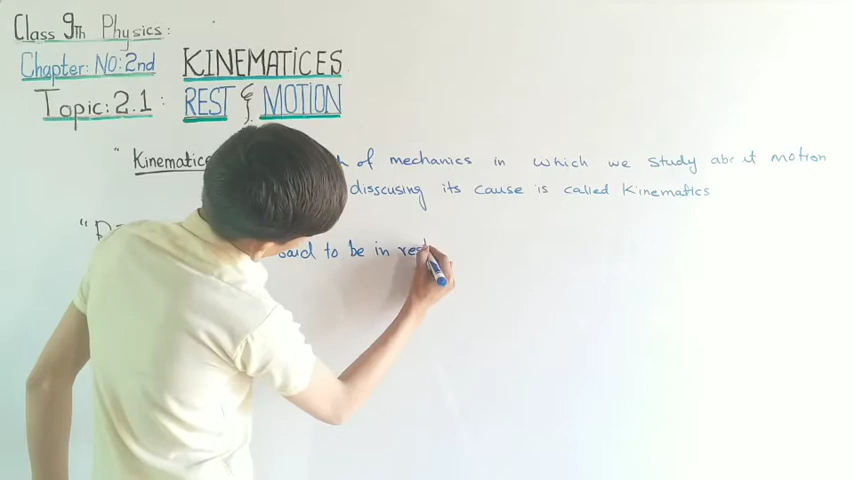 Class 9Th Physics:
Chapter: NO: 2nd KINEMATICES
Topic: 2.1: REST & MOTION
" Kinematice of mechanics in which we study about motion
disscusing its cause is called Kinematics
said to be in rest